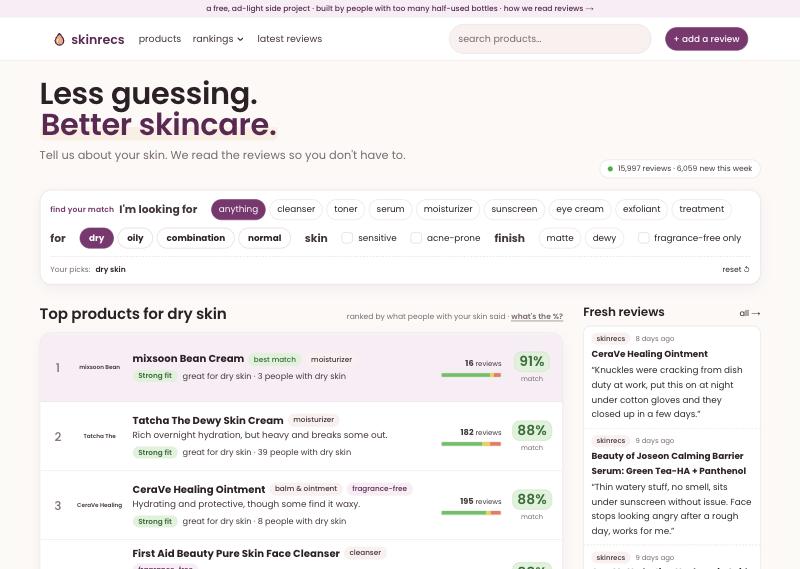 a free, ad-light side project · built by people with too many half-used bottles · how we read reviews →
skinrecs
products
rankings
latest reviews
search products...
+ add a review
Less guessing.
Better skincare.
Tell us about your skin. We read the reviews so you don't have to.
15,997 reviews · 6,059 new this week
find your match I'm looking for anything cleanser toner serum moisturizer sunscreen eye cream exfoliant treatment
for dry oily combination normal skin sensitive acne-prone finish matte dewy fragrance-free only
Your picks: dry skin
reset ↺
Top products for dry skin
ranked by what people with your skin said · what's the %?
1
mixsoon Bean
mixsoon Bean Cream best match moisturizer
Strong fit great for dry skin · 3 people with dry skin
16 reviews
91%
match
2
Tatcha The
Tatcha The Dewy Skin Cream moisturizer
Rich overnight hydration, but heavy and breaks some out.
Strong fit great for dry skin · 39 people with dry skin
182 reviews
88%
match
3
CeraVe Healing
CeraVe Healing Ointment balm & ointment fragrance-free
Hydrating and protective, though some find it waxy.
Strong fit great for dry skin · 8 people with dry skin
195 reviews
88%
match
First Aid Beauty Pure Skin Face Cleanser cleanser
fragrance-free
Fresh reviews
all →
skinrecs 8 days ago
CeraVe Healing Ointment
“Knuckles were cracking from dish
duty at work, put this on at night
under cotton gloves and they
closed up in a few days.”
skinrecs 9 days ago
Beauty of Joseon Calming Barrier
Serum: Green Tea-HA + Panthenol
“Thin watery stuff, no smell, sits
under sunscreen without issue. Face
stops looking angry after a rough
day, works for me.”
skinrecs 9 days ago